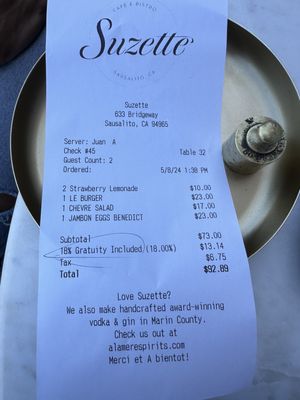 CAFE & BISTRO
Suzette
SAUSALITO, CA
Suzette
633 Bridgeway
Sausalito, CA 94965
Server: Juan A
Check #45 Table 32
Guest Count: 2
Ordered: 5/8/24 1:38 PM
2 Strawberry Lemonade $10.00
1 LE BURGER $23.00
1 CHEVRE SALAD $17.00
1 JAMBON EGGS BENEDICT $23.00
Subtotal $73.00
18% Gratuity Included (18.00%) $13.14
Tax $6.75
Total $92.89
Love Suzette?
We also make handcrafted award-winning
vodka & gin in Marin County.
Check us out at
alamerespirits.com
Merci et A bientot!